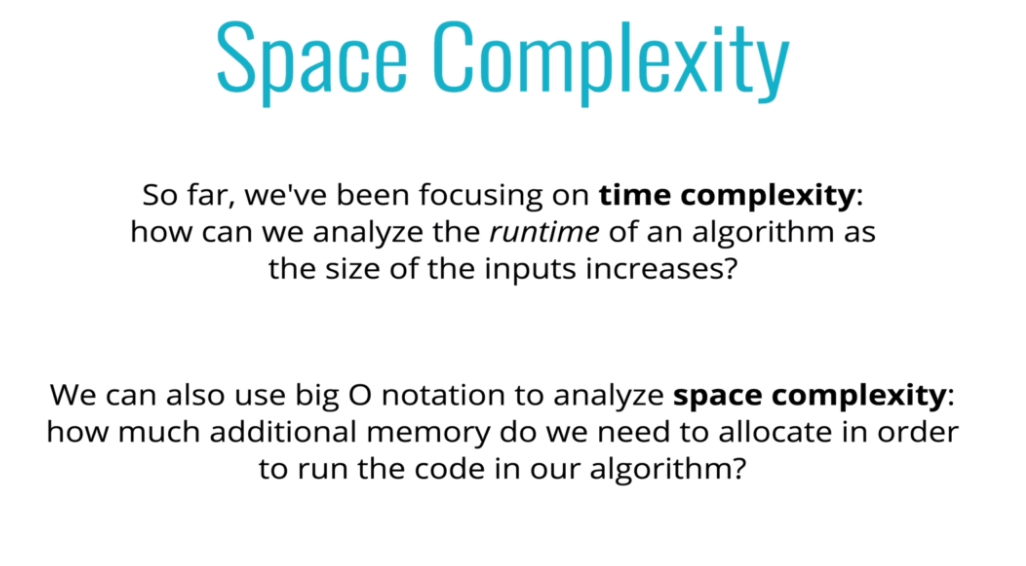 Space Complexity
So far, we've been focusing on time complexity:
how can we analyze the runtime of an algorithm as
the size of the inputs increases?
We can also use big O notation to analyze space complexity:
how much additional memory do we need to allocate in order
to run the code in our algorithm?